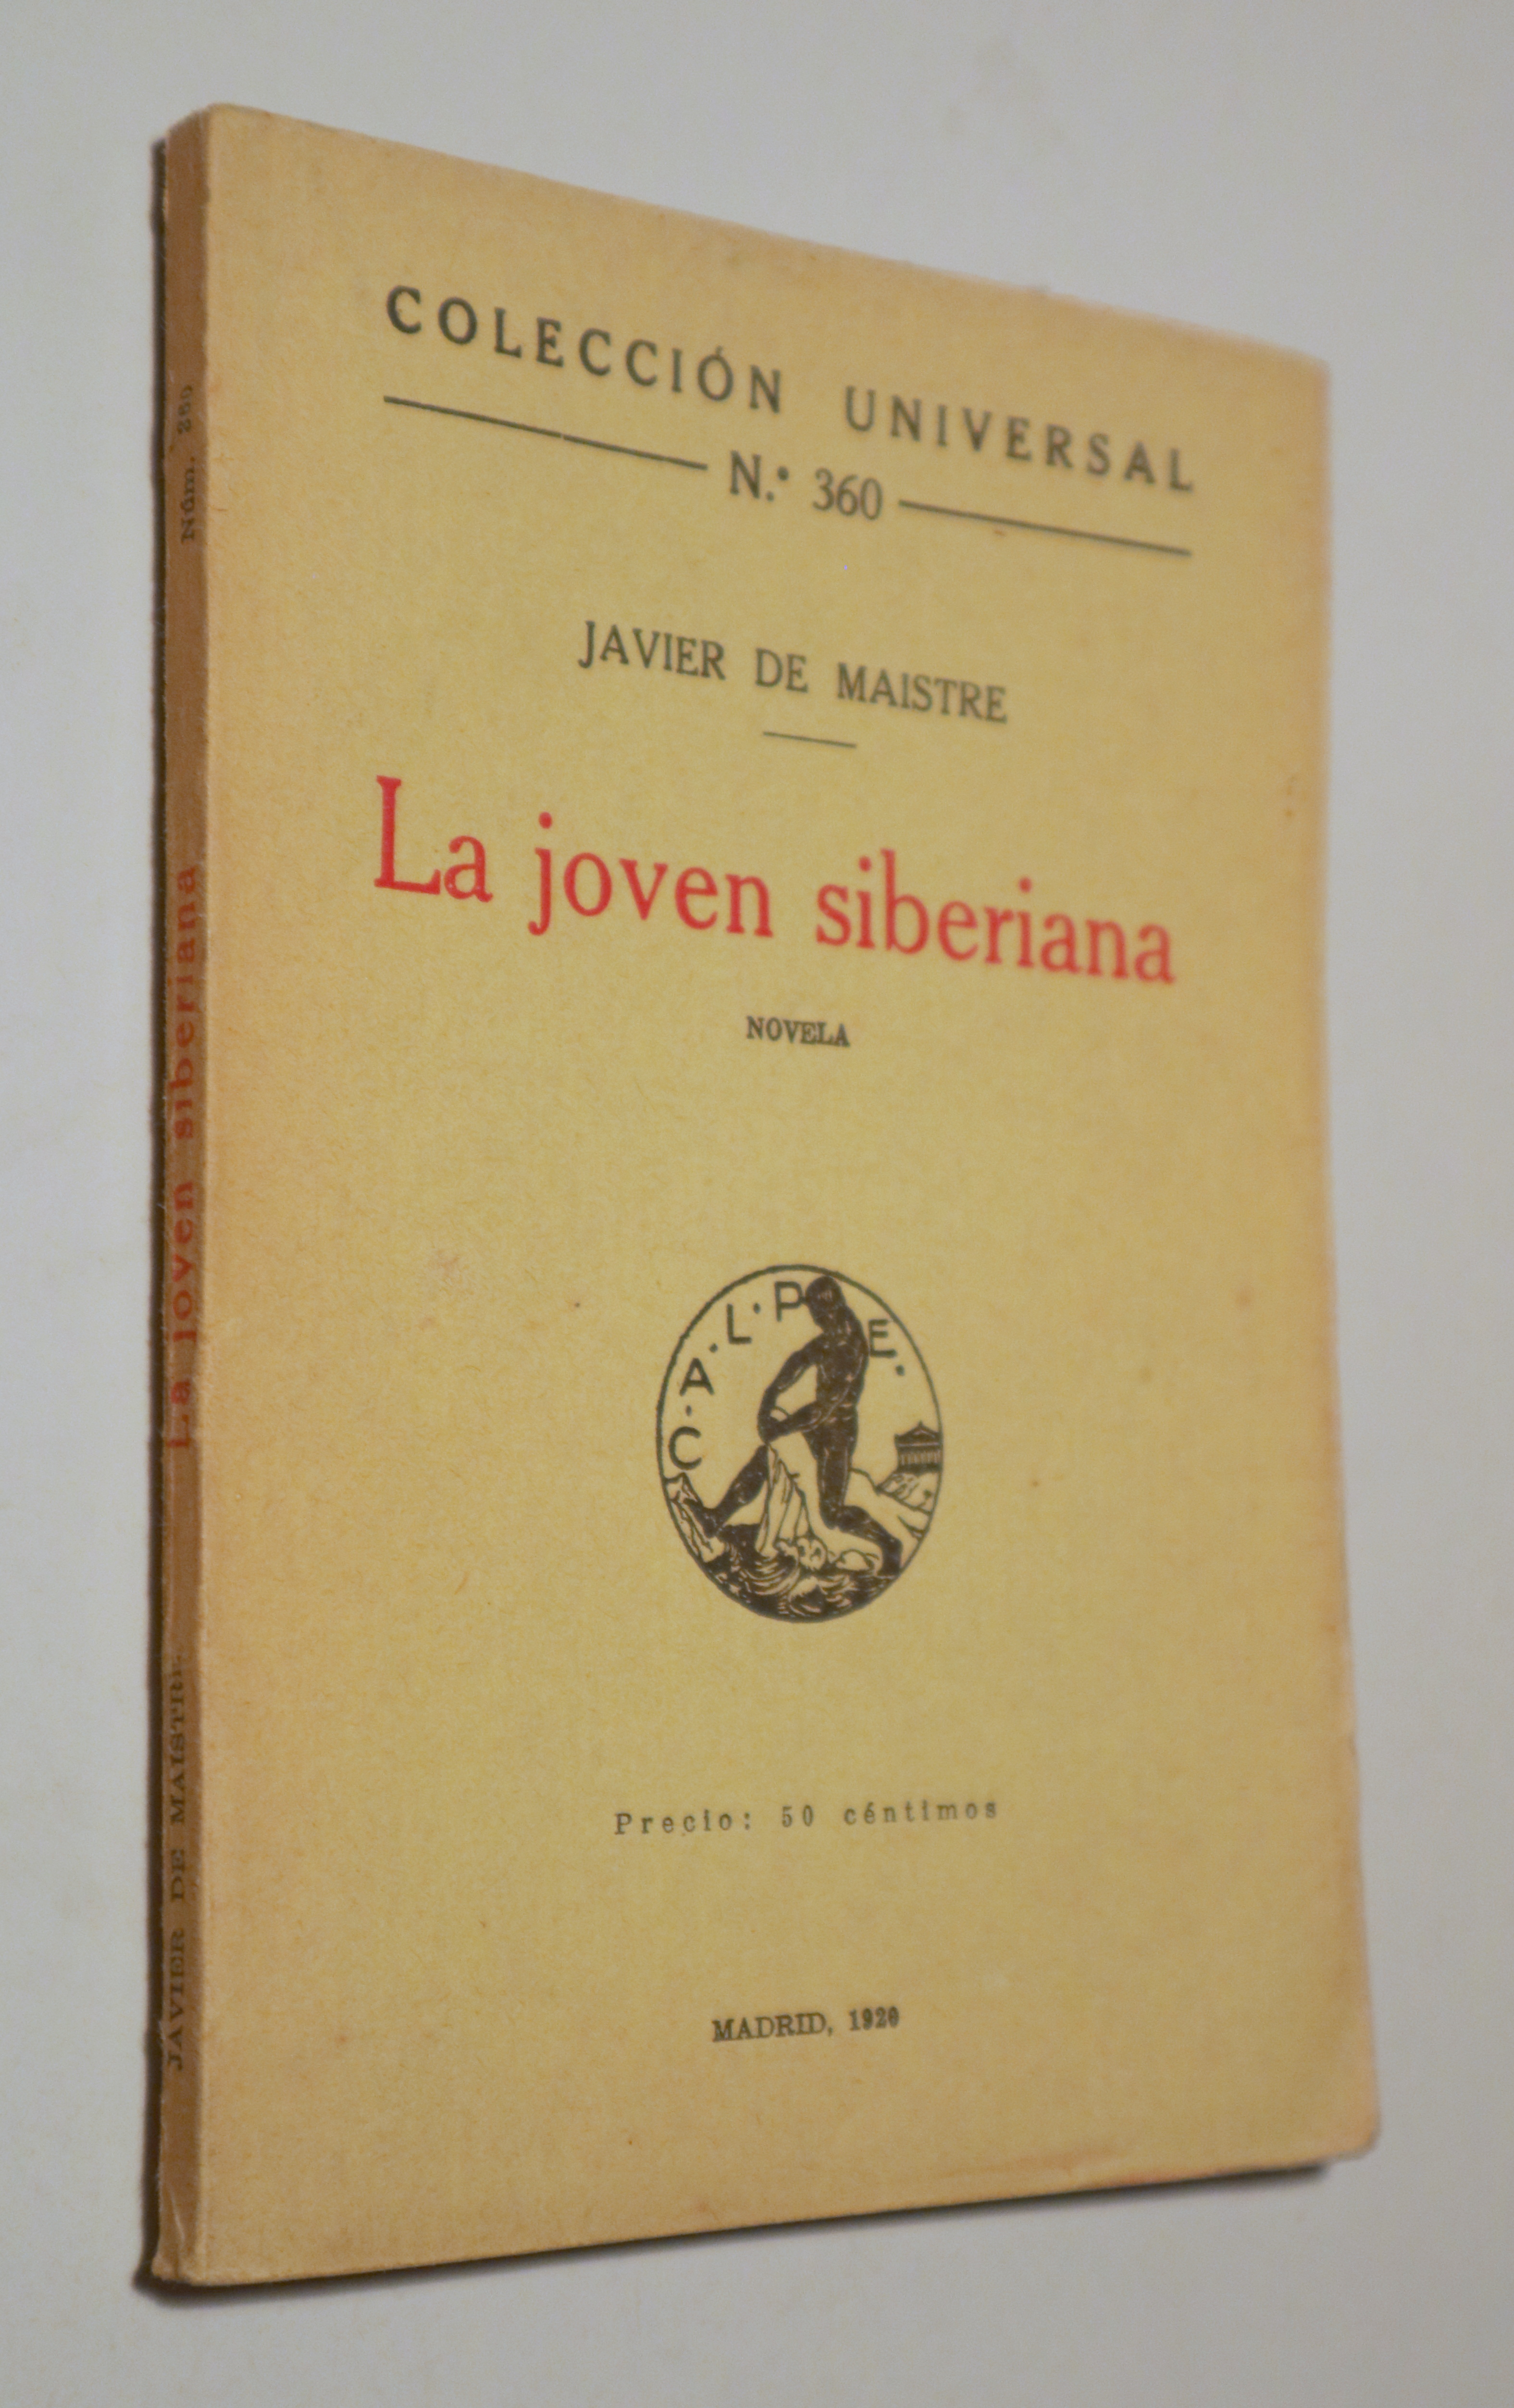 COLECCIÓN UNIVERSAL
N.º 360
JAVIER DE MAISTRE
La joven siberiana
NOVELA
C·A·L·P·E·
Precio: 50 céntimos
MADRID, 1920
JAVIER DE MAISTRE La joven siberiana Núm.